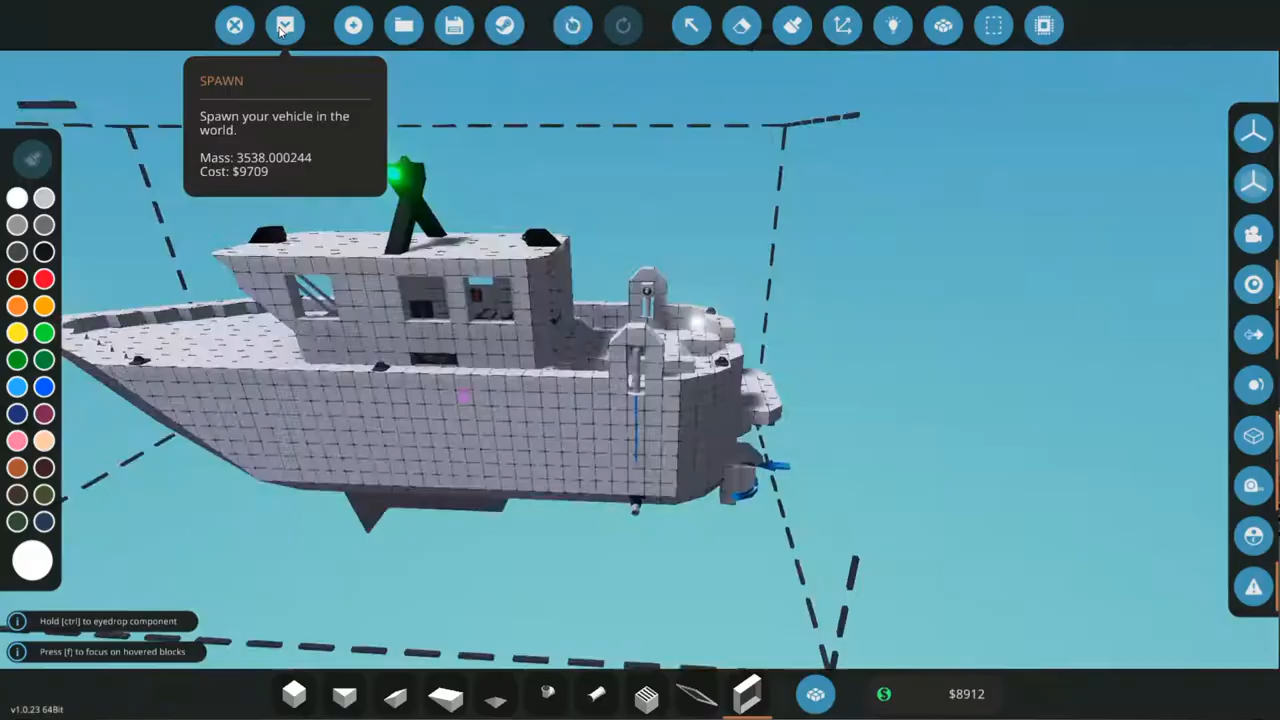 SPAWN
Spawn your vehicle in the
world.
Mass: 3538.000244
Cost: $9709
Hold [ctrl] to eyedrop component
Press [f] to focus on hovered blocks
$8912
v1.0.23 64Bit